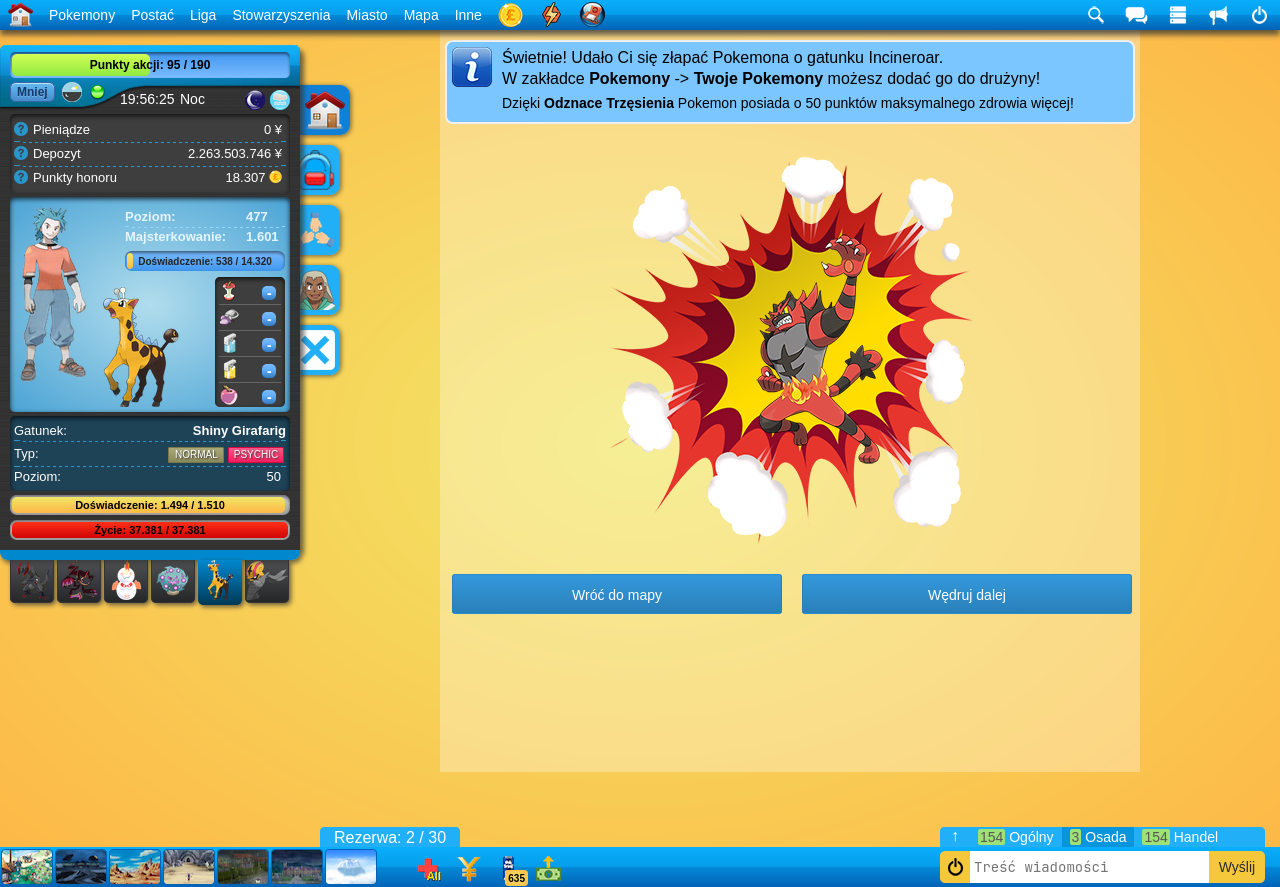 Pokemony Postać Liga Stowarzyszenia Miasto Mapa Inne
Punkty akcji: 95 / 190
Mniej
19:56:25 Noc
Pieniądze 0 ¥
Depozyt 2.263.503.746 ¥
Punkty honoru 18.307
Poziom: 477
Majsterkowanie: 1.601
Doświadczenie: 538 / 14.320
-
-
-
-
-
Gatunek: Shiny Girafarig
Typ: NORMAL PSYCHIC
Poziom: 50
Doświadczenie: 1.494 / 1.510
Życie: 37.381 / 37.381
Świetnie! Udało Ci się złapać Pokemona o gatunku Incineroar.
W zakładce Pokemony -> Twoje Pokemony możesz dodać go do drużyny!
Dzięki Odznace Trzęsienia Pokemon posiada o 50 punktów maksymalnego zdrowia więcej!
Wróć do mapy
Wędruj dalej
Rezerwa: 2 / 30
All
635
↑ 154 Ogólny 3 Osada 154 Handel
Treść wiadomości
Wyślij